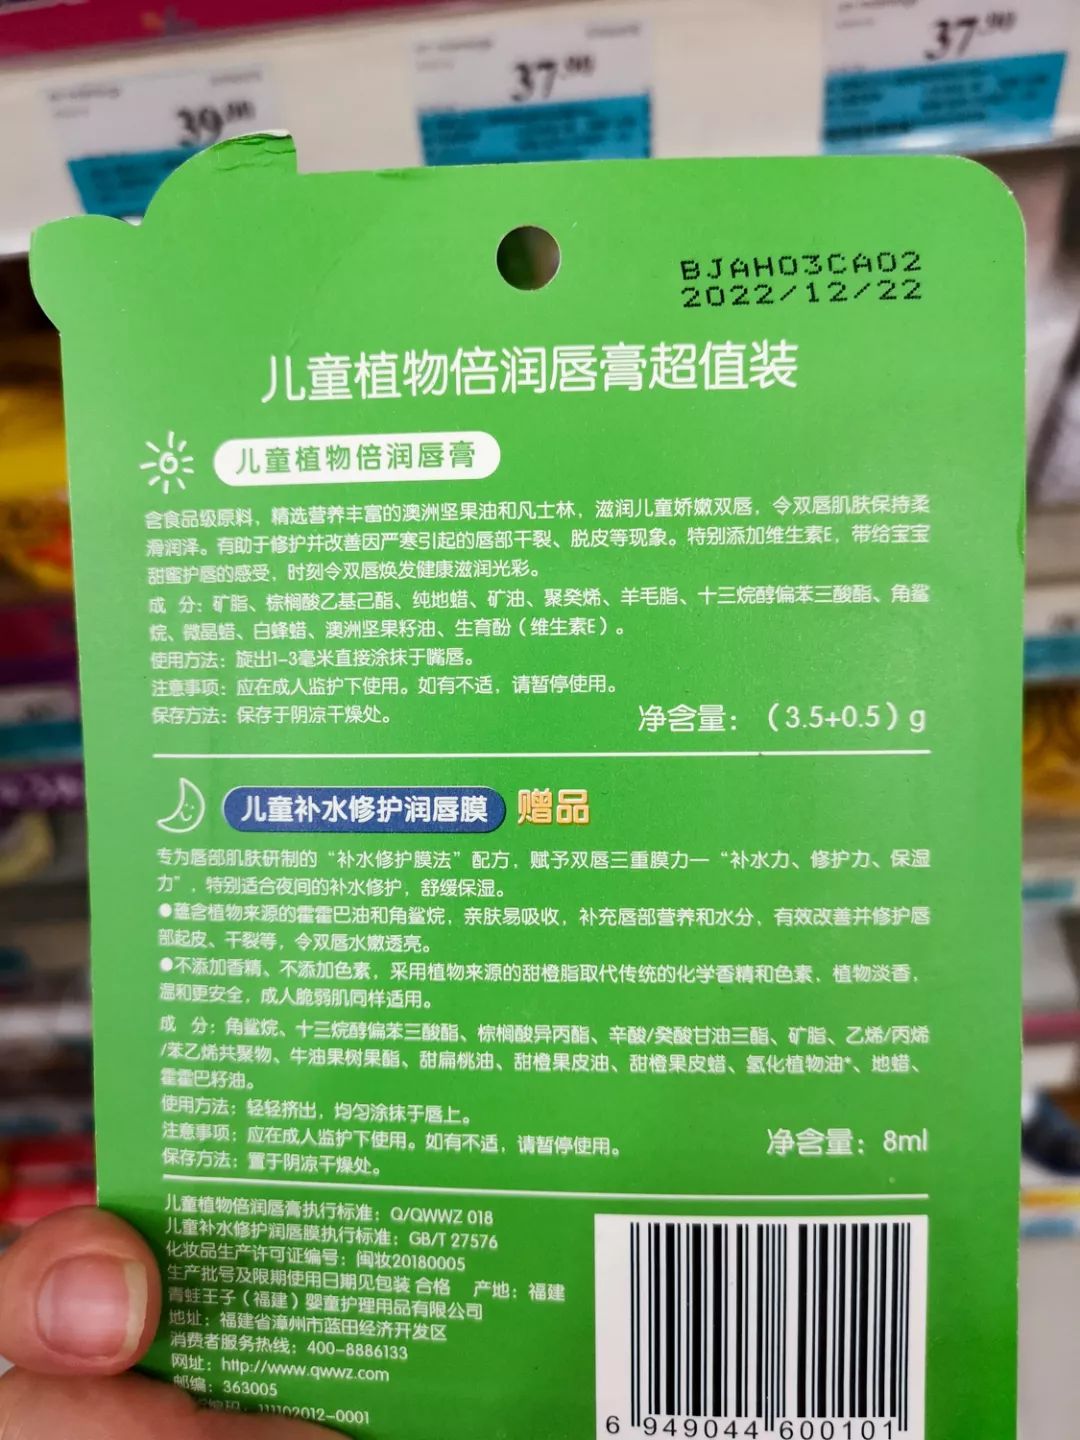 39.00
37.90
37.90
BJAH03CA02
2022/12/22
儿童植物倍润唇膏超值装
儿童植物倍润唇膏
含食品级原料，精选营养丰富的澳洲坚果油和凡士林，滋润儿童娇嫩双唇，令双唇肌肤保持柔
滑润泽。有助于修护并改善因严寒引起的唇部干裂、脱皮等现象。特别添加维生素E，带给宝宝
甜蜜护唇的感受，时刻令双唇焕发健康滋润光彩。
成 分：矿脂、棕榈酸乙基己酯、纯地蜡、矿油、聚癸烯、羊毛脂、十三烷醇偏苯三酸酯、角鲨
烷、微晶蜡、白蜂蜡、澳洲坚果籽油、生育酚（维生素E）。
使用方法：旋出1-3毫米直接涂抹于嘴唇。
注意事项：应在成人监护下使用。如有不适，请暂停使用。
保存方法：保存于阴凉干燥处。
净含量：（3.5+0.5）g
儿童补水修护润唇膜 赠品
专为唇部肌肤研制的“补水修护膜法”配方，赋予双唇三重膜力—“补水力、修护力、保湿
力”，特别适合夜间的补水修护，舒缓保湿。
●蕴含植物来源的霍霍巴油和角鲨烷，亲肤易吸收，补充唇部营养和水分，有效改善并修护唇
部起皮、干裂等，令双唇水嫩透亮。
●不添加香精、不添加色素，采用植物来源的甜橙脂取代传统的化学香精和色素，植物淡香，
温和更安全，成人脆弱肌同样适用。
成 分：角鲨烷、十三烷醇偏苯三酸酯、棕榈酸异丙酯、辛酸/癸酸甘油三酯、矿脂、乙烯/丙烯
/苯乙烯共聚物、牛油果树果酯、甜扁桃油、甜橙果皮油、甜橙果皮蜡、氢化植物油*、地蜡、
霍霍巴籽油。
使用方法：轻轻挤出，均匀涂抹于唇上。
注意事项：应在成人监护下使用。如有不适，请暂停使用。
保存方法：置于阴凉干燥处。
净含量：8ml
儿童植物倍润唇膏执行标准：Q/QWWZ 018
儿童补水修护润唇膜执行标准：GB/T 27576
化妆品生产许可证编号：闽妆20180005
生产批号及限期使用日期见包装 合格 产地：福建
青蛙王子（福建）婴童护理用品有限公司
地址：福建省漳州市蓝田经济开发区
消费者服务热线：400-8886133
网址：http://www.qwwz.com
邮编：363005
编码：111102012-0001
6 949044 600101